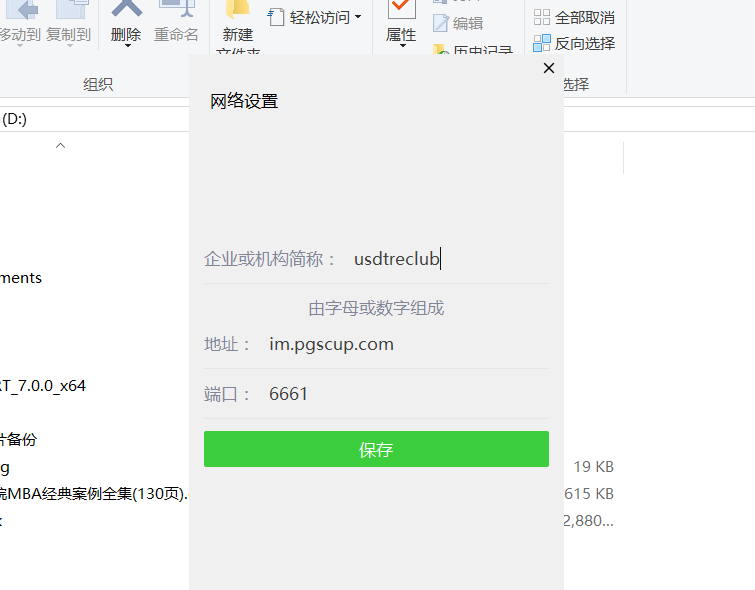 移动到 复制到 删除 重命名 新建 轻松访问 属性 编辑 全部取消
文件夹 历史记录 反向选择
组织 选择
(D:)
网络设置
企业或机构简称： usdtreclub
ments
由字母或数字组成
地址： im.pgscup.com
T_7.0.0_x64
端口： 6661
片备份
保存
g 19 KB
院MBA经典案例全集(130页). 615 KB
2,880...